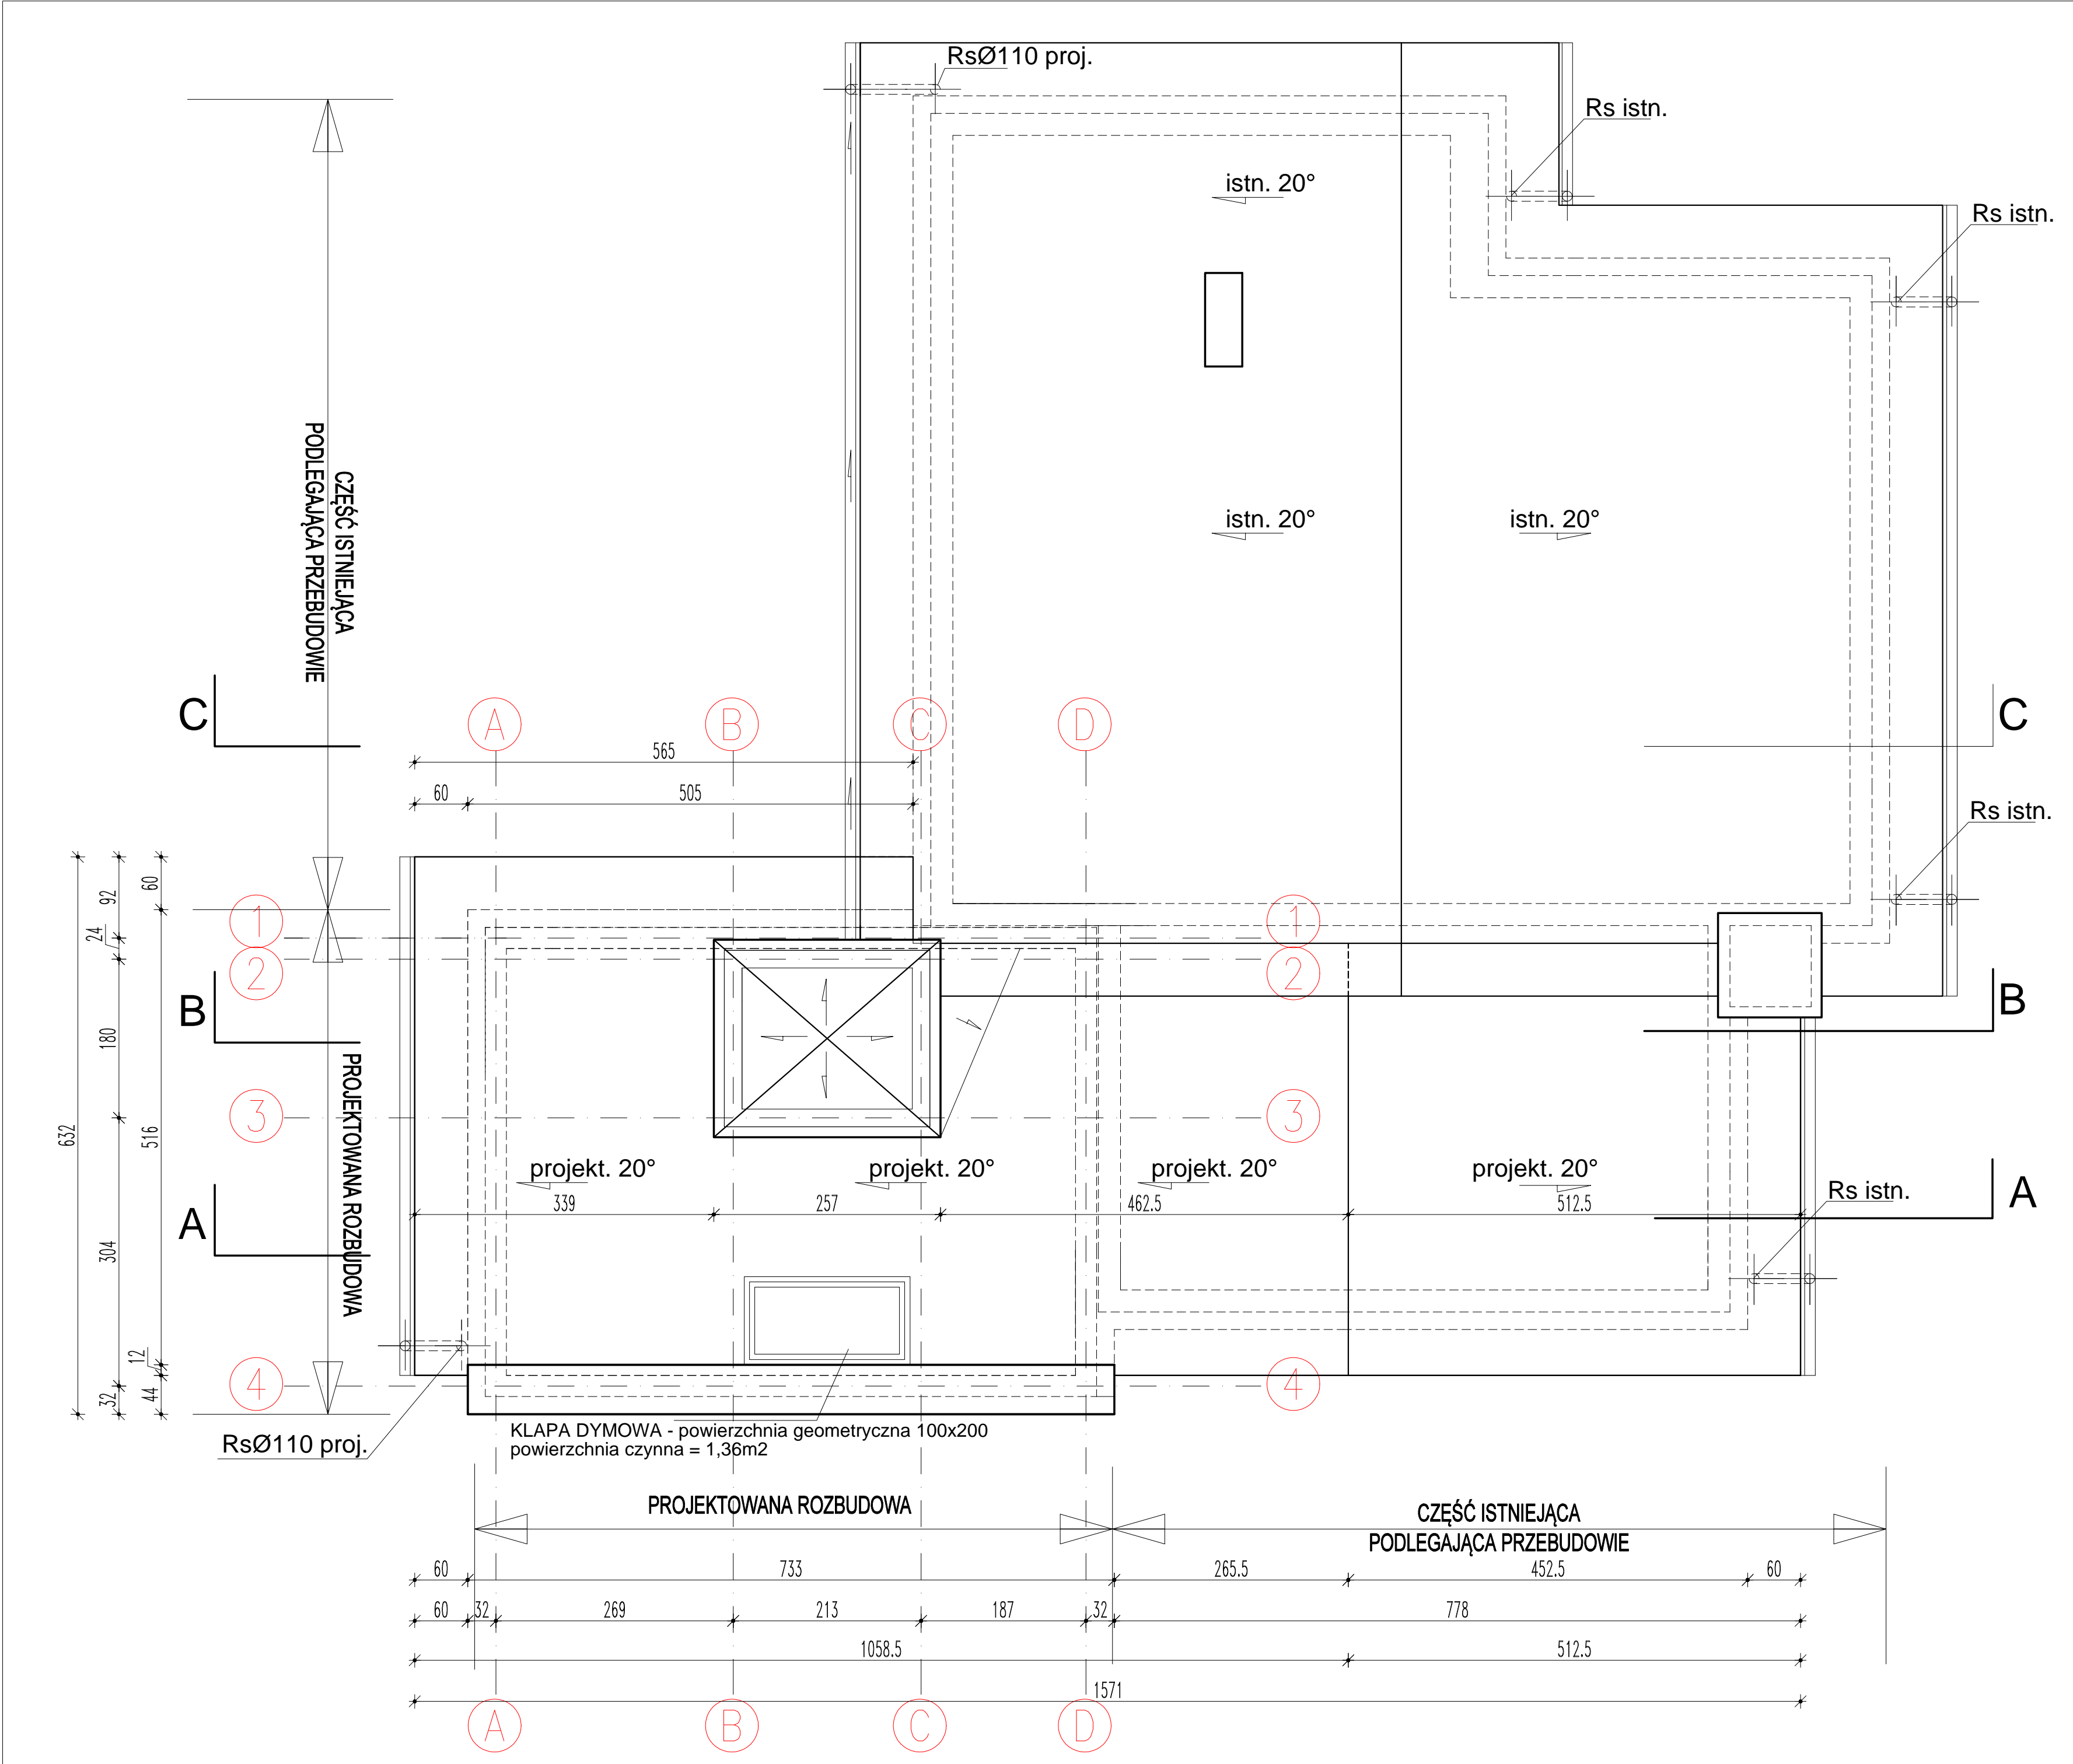 RsØ110 proj.
Rs istn.
istn. 20°
Rs istn.
istn. 20°
istn. 20°
CZĘŚĆ ISTNIEJĄCA
PODLEGAJĄCA PRZEBUDOWIE
C
C
A
B
C
D
565
60
505
Rs istn.
632
92
24
180
304
32
60
516
12
44
1
2
3
4
1
2
3
4
B
B
PROJEKTOWANA ROZBUDOWA
projekt. 20°
projekt. 20°
projekt. 20°
projekt. 20°
339
257
462.5
512.5
Rs istn.
A
A
RsØ110 proj.
KLAPA DYMOWA - powierzchnia geometryczna 100x200
powierzchnia czynna = 1,36m2
PROJEKTOWANA ROZBUDOWA
CZĘŚĆ ISTNIEJĄCA
PODLEGAJĄCA PRZEBUDOWIE
60
733
265.5
452.5
60
60
32
269
213
187
32
778
1058.5
512.5
1571
A
B
C
D